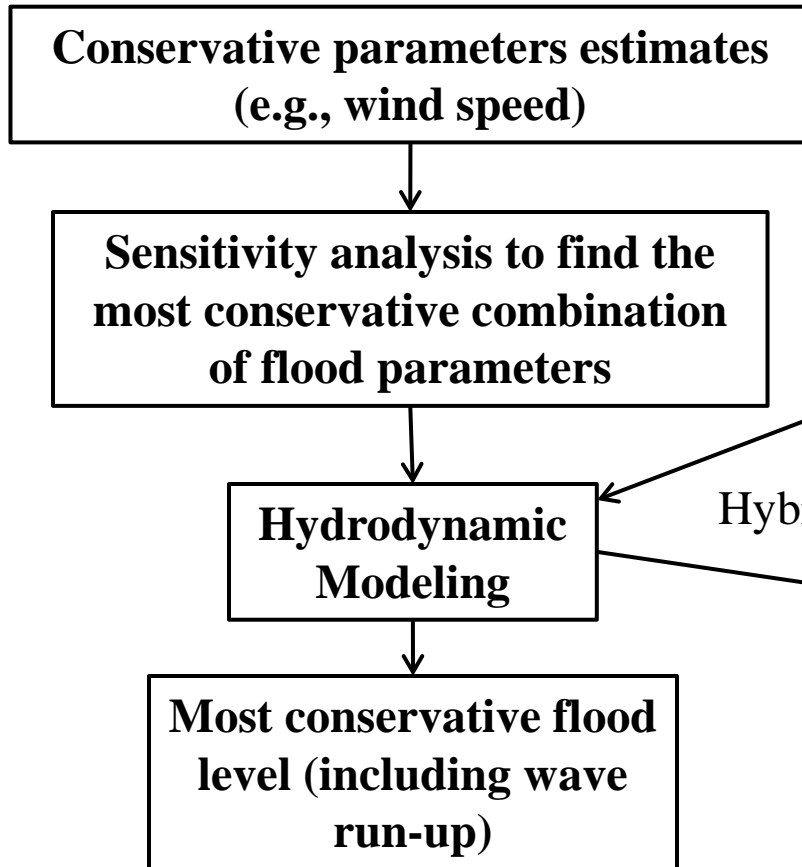 Conservative parameters estimates
(e.g., wind speed)
Sensitivity analysis to find the
most conservative combination
of flood parameters
Hydrodynamic
Modeling
Most conservative flood
level (including wave
run-up)